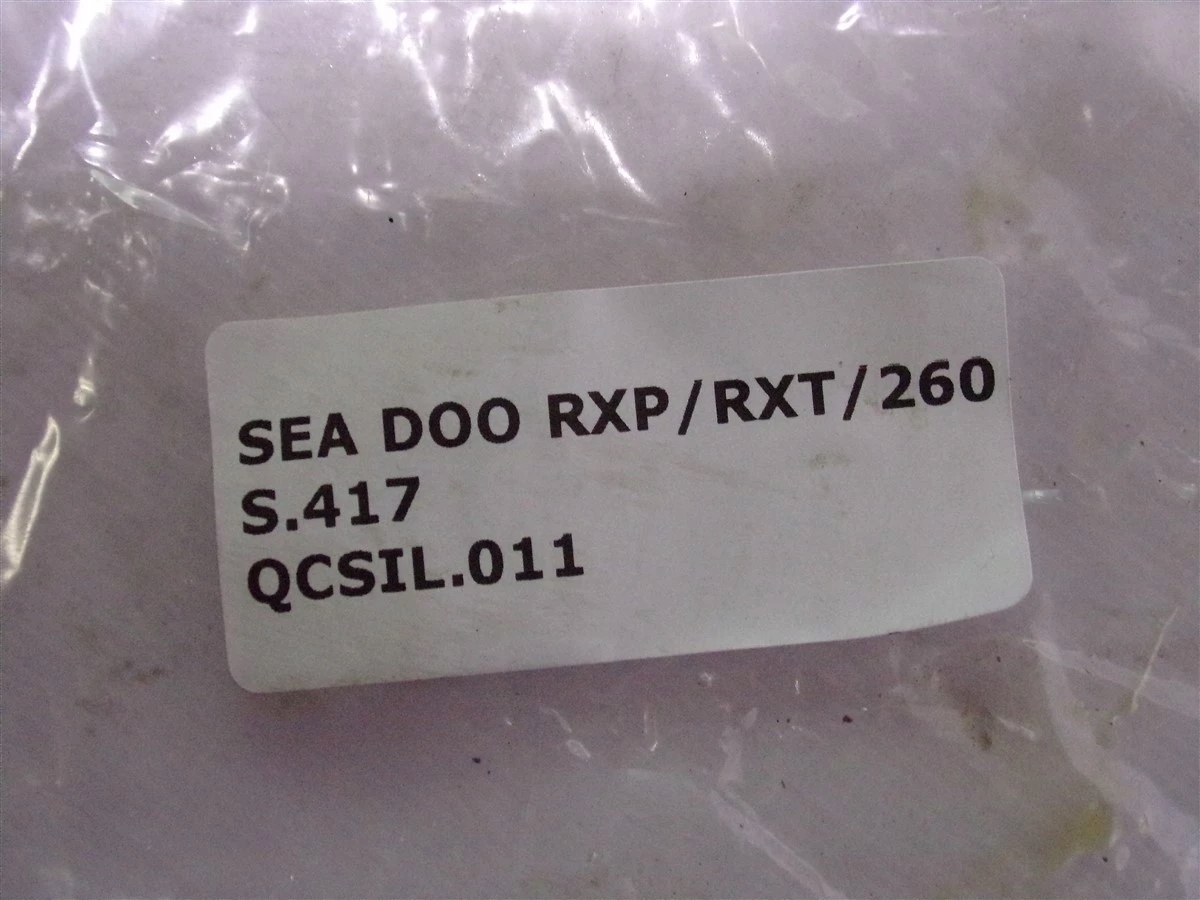 SEA DOO RXP/RXT/260
S.417
QCSIL.011